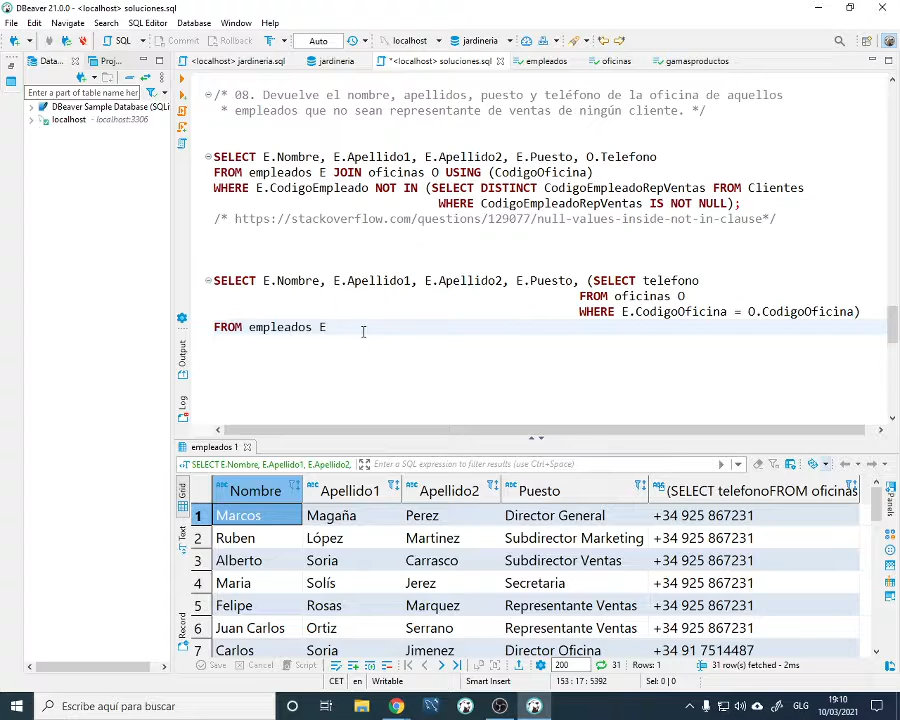 DBeaver 21.0.0 - <localhost> soluciones.sql
File Edit Navigate Search SQL Editor Database Window Help
SQL Commit Rollback Auto localhost jardineria
Data... Proj... <localhost> jardineria.sql jardineria *<localhost> soluciones.sql empleados oficinas gamasproductos
Enter a part of table name her
DBeaver Sample Database (SQLi
localhost - localhost:3306
/* 08. Devuelve el nombre, apellidos, puesto y teléfono de la oficina de aquellos
* empleados que no sean representante de ventas de ningún cliente. */
SELECT E.Nombre, E.Apellido1, E.Apellido2, E.Puesto, O.Telefono
FROM empleados E JOIN oficinas O USING (CodigoOficina)
WHERE E.CodigoEmpleado NOT IN (SELECT DISTINCT CodigoEmpleadoRepVentas FROM Clientes
WHERE CodigoEmpleadoRepVentas IS NOT NULL);
/* https://stackoverflow.com/questions/129077/null-values-inside-not-in-clause*/
SELECT E.Nombre, E.Apellido1, E.Apellido2, E.Puesto, (SELECT telefono
FROM oficinas O
WHERE E.CodigoOficina = O.CodigoOficina)
FROM empleados E
Output
Log
empleados 1
SELECT E.Nombre, E.Apellido1, E.Apellido2, Enter a SQL expression to filter results (use Ctrl+Space)
Grid
Text
Record
Panels
Nombre Apellido1 Apellido2 Puesto (SELECT telefonoFROM oficinas
1 Marcos Magaña Perez Director General +34 925 867231
2 Ruben López Martinez Subdirector Marketing +34 925 867231
3 Alberto Soria Carrasco Subdirector Ventas +34 925 867231
4 Maria Solís Jerez Secretaria +34 925 867231
5 Felipe Rosas Marquez Representante Ventas +34 925 867231
6 Juan Carlos Ortiz Serrano Representante Ventas +34 925 867231
7 Carlos Soria Jimenez Director Oficina +34 91 7514487
Save Cancel Script 200 31 Rows: 1 31 row(s) fetched - 2ms
CET en Writable Smart Insert 153 : 17 : 5392 Sel: 0 | 0
Escribe aquí para buscar GLG 19:10
10/03/2021